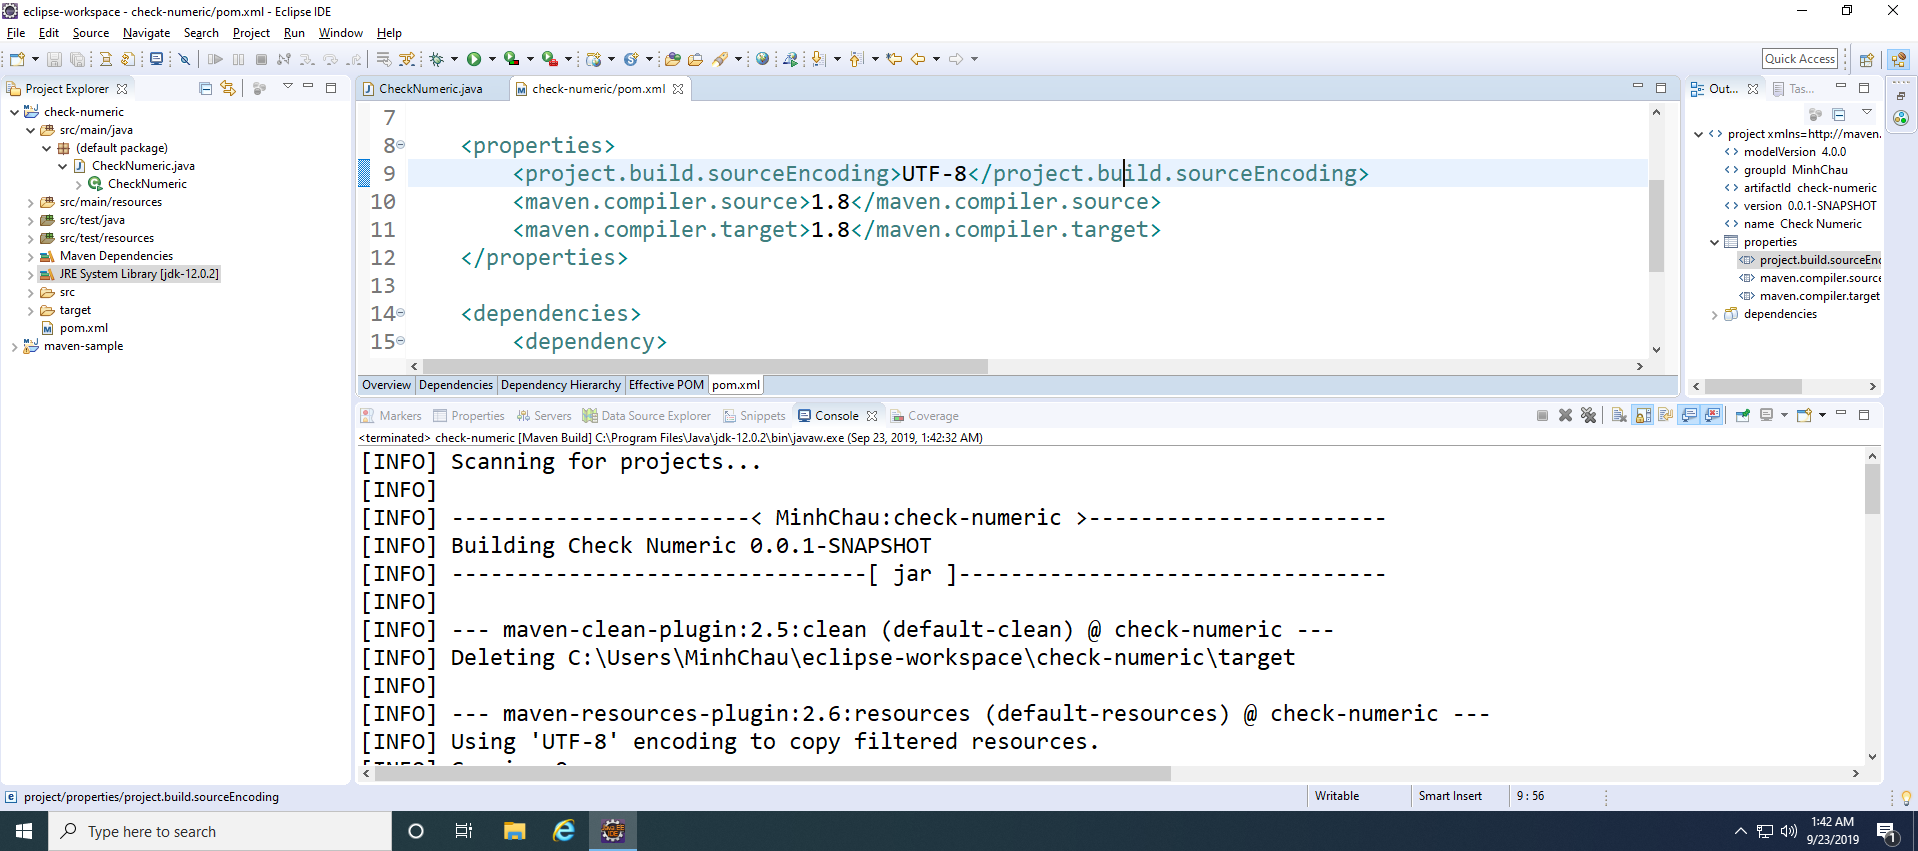 eclipse-workspace - check-numeric/pom.xml - Eclipse IDE
File Edit Source Navigate Search Project Run Window Help
Quick Access
Project Explorer
check-numeric
src/main/java
(default package)
CheckNumeric.java
CheckNumeric
src/main/resources
src/test/java
src/test/resources
Maven Dependencies
JRE System Library [jdk-12.0.2]
src
target
pom.xml
maven-sample
CheckNumeric.java
check-numeric/pom.xml
7
8 <properties>
9 <project.build.sourceEncoding>UTF-8</project.build.sourceEncoding>
10 <maven.compiler.source>1.8</maven.compiler.source>
11 <maven.compiler.target>1.8</maven.compiler.target>
12 </properties>
13
14 <dependencies>
15 <dependency>
Overview Dependencies Dependency Hierarchy Effective POM pom.xml
Out... Tas...
project xmlns=http://maven.
modelVersion 4.0.0
groupId MinhChau
artifactId check-numeric
version 0.0.1-SNAPSHOT
name Check Numeric
properties
project.build.sourceEnc
maven.compiler.source
maven.compiler.target
dependencies
Markers Properties Servers Data Source Explorer Snippets Console Coverage
<terminated> check-numeric [Maven Build] C:\Program Files\Java\jdk-12.0.2\bin\javaw.exe (Sep 23, 2019, 1:42:32 AM)
[INFO] Scanning for projects...
[INFO]
[INFO] -----------------------< MinhChau:check-numeric >-----------------------
[INFO] Building Check Numeric 0.0.1-SNAPSHOT
[INFO] --------------------------------[ jar ]---------------------------------
[INFO]
[INFO] --- maven-clean-plugin:2.5:clean (default-clean) @ check-numeric ---
[INFO] Deleting C:\Users\MinhChau\eclipse-workspace\check-numeric\target
[INFO]
[INFO] --- maven-resources-plugin:2.6:resources (default-resources) @ check-numeric ---
[INFO] Using 'UTF-8' encoding to copy filtered resources.
project/properties/project.build.sourceEncoding
Writable
Smart Insert
9 : 56
Type here to search
1:42 AM
9/23/2019
1